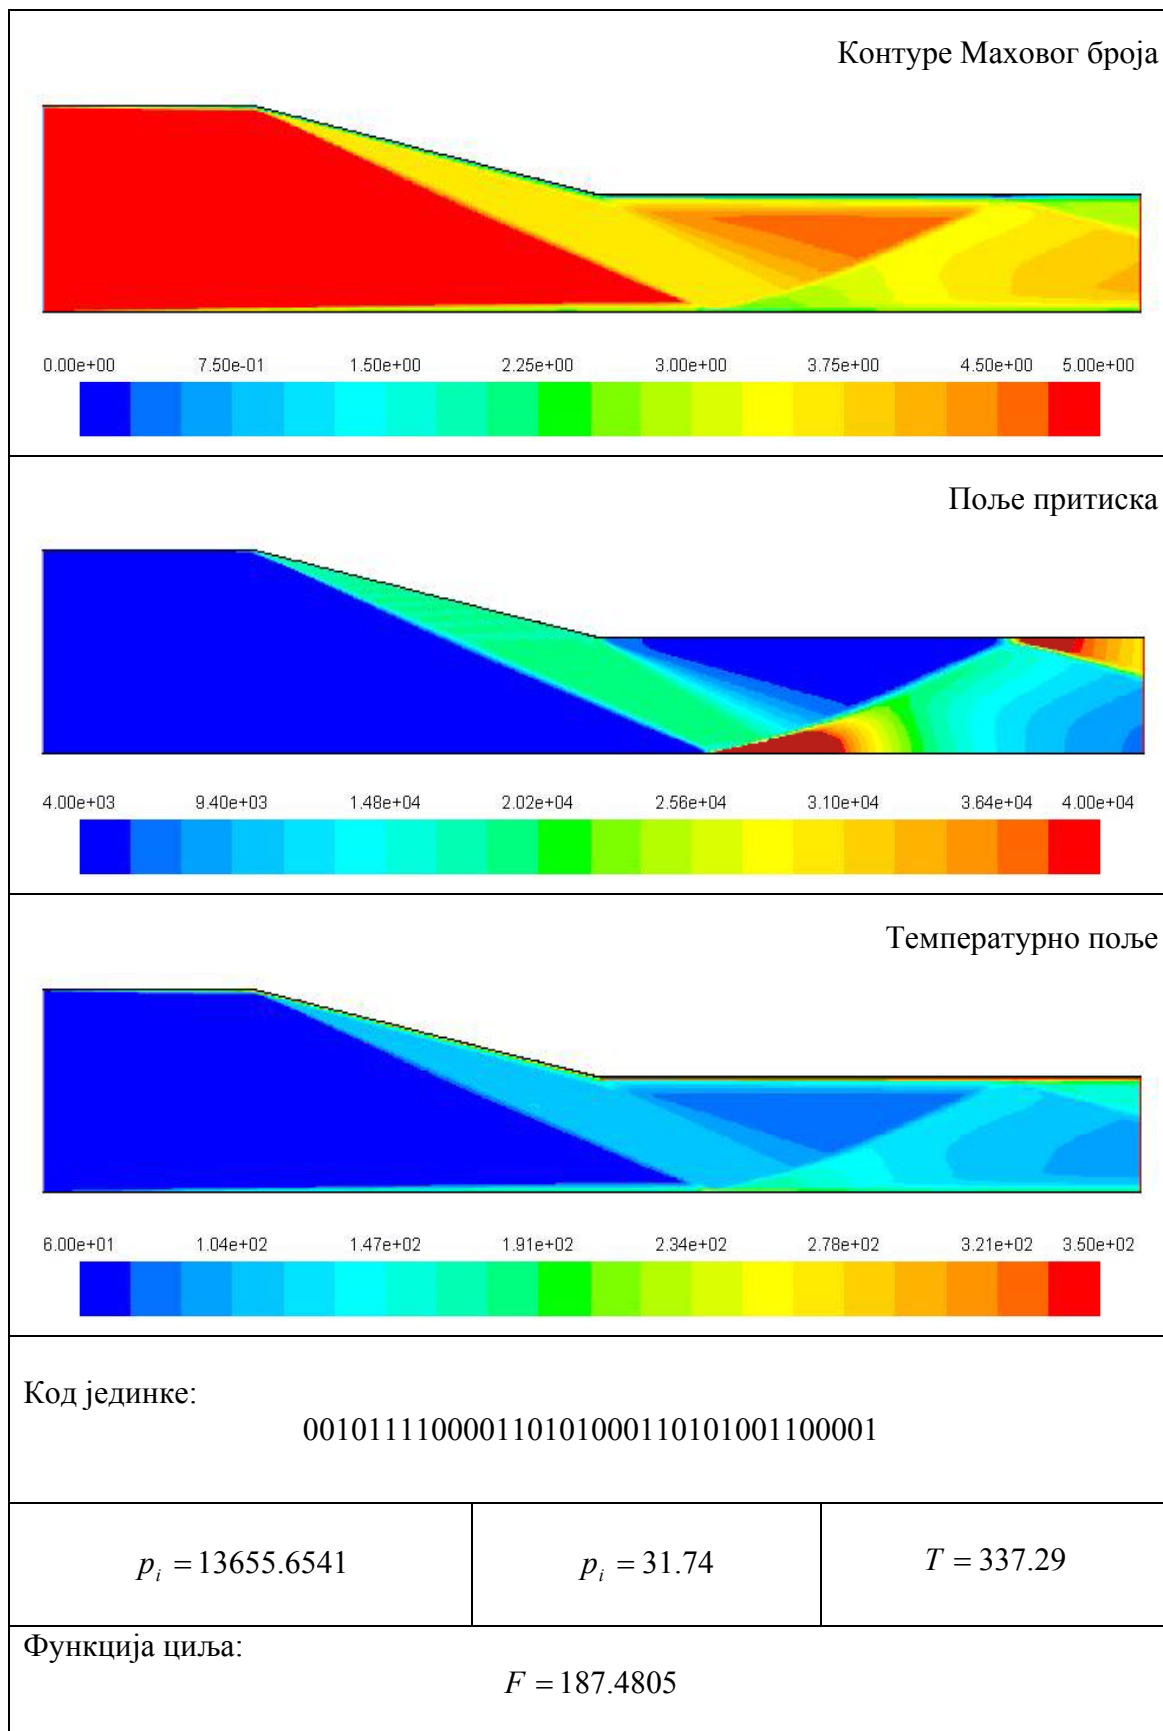 Контуре Маховог броја
0.00e+00 7.50e-01 1.50e+00 2.25e+00 3.00e+00 3.75e+00 4.50e+00 5.00e+00
Поље притиска
4.00e+03 9.40e+03 1.48e+04 2.02e+04 2.56e+04 3.10e+04 3.64e+04 4.00e+04
Температурно поље
6.00e+01 1.04e+02 1.47e+02 1.91e+02 2.34e+02 2.78e+02 3.21e+02 3.50e+02
Код јединке:
001011110000110101000110101001100001
p_i = 13655.6541 p_i = 31.74 T = 337.29
Функција циља:
F = 187.4805